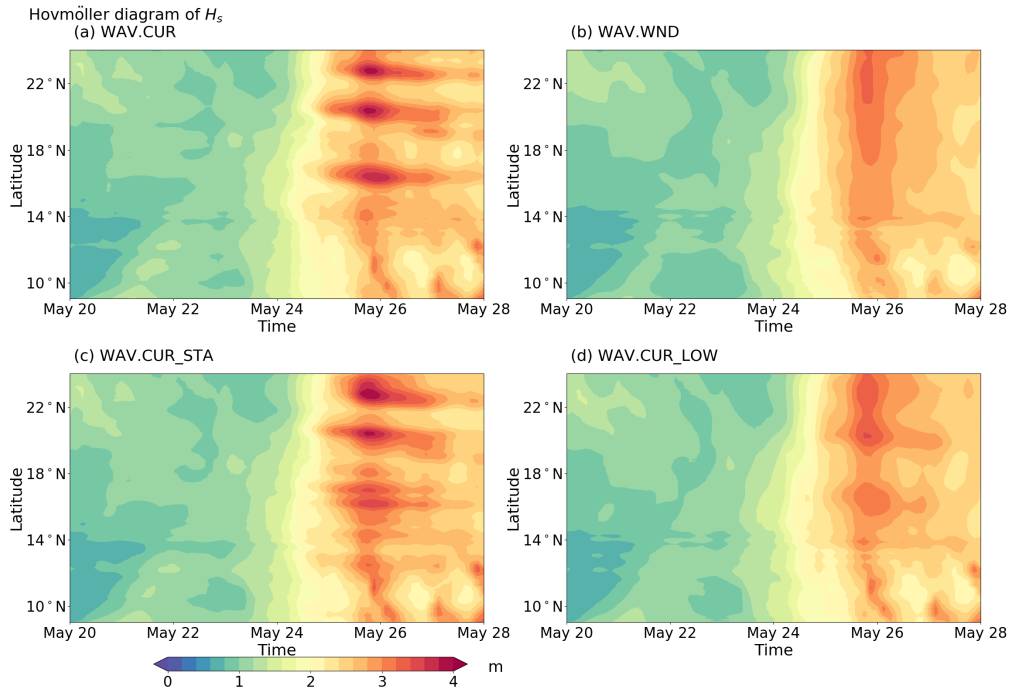 Hovmöller diagram of Hs
(a) WAV.CUR
(b) WAV.WND
22°N
18°N
14°N
10°N
Latitude
May 20 May 22 May 24 May 26 May 28
Time
22°N
18°N
14°N
10°N
Latitude
May 20 May 22 May 24 May 26 May 28
Time
(c) WAV.CUR_STA
(d) WAV.CUR_LOW
22°N
18°N
14°N
10°N
Latitude
May 20 May 22 May 24 May 26 May 28
Time
22°N
18°N
14°N
10°N
Latitude
May 20 May 22 May 24 May 26 May 28
Time
0 1 2 3 4 m